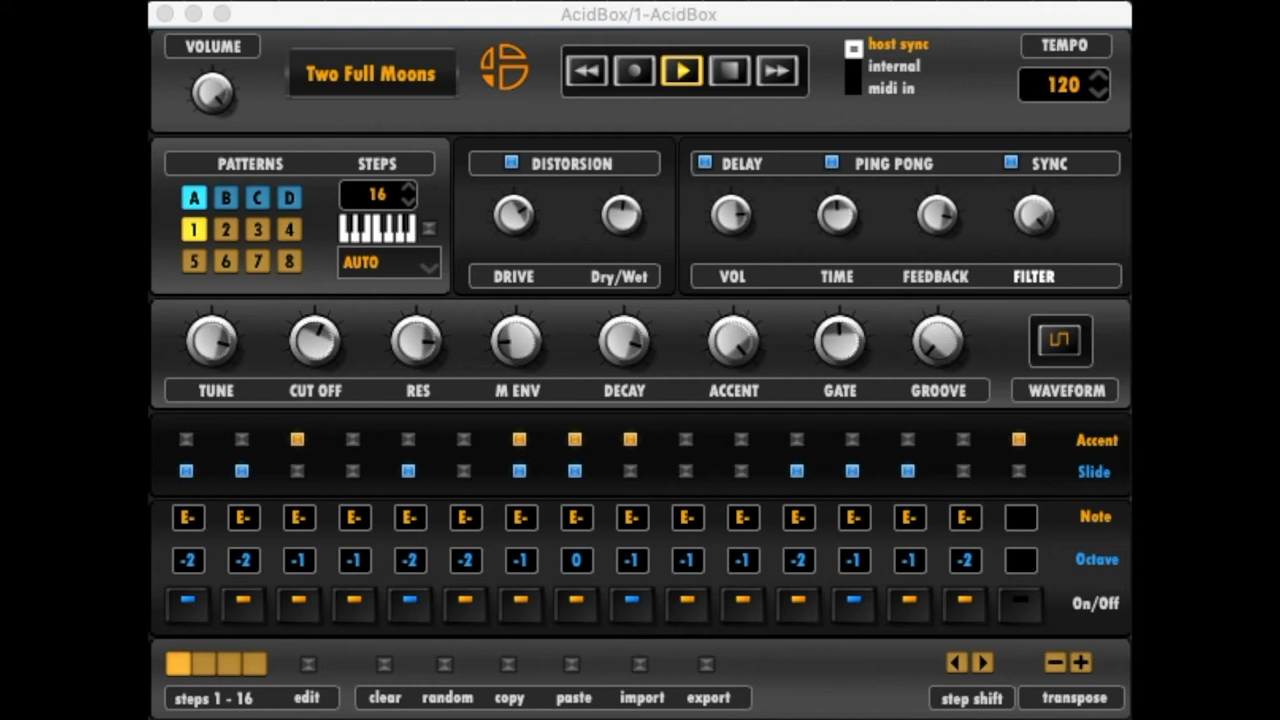 AcidBox/1-AcidBox
VOLUME
Two Full Moons
host sync
internal
midi in
TEMPO
120
PATTERNS STEPS
A B C D
16
1 2 3 4
5 6 7 8
AUTO
DISTORSION
DRIVE Dry/Wet
DELAY PING PONG SYNC
VOL TIME FEEDBACK FILTER
TUNE CUT OFF RES M ENV DECAY ACCENT GATE GROOVE WAVEFORM
Accent
Slide
E- E- E- E- E- E- E- E- E- E- E- E- E- E- E- Note
-2 -2 -1 -1 -2 -2 -1 0 -1 -1 -1 -2 -1 -1 -2 Octave
On/Off
steps 1 - 16 edit clear random copy paste import export step shift transpose